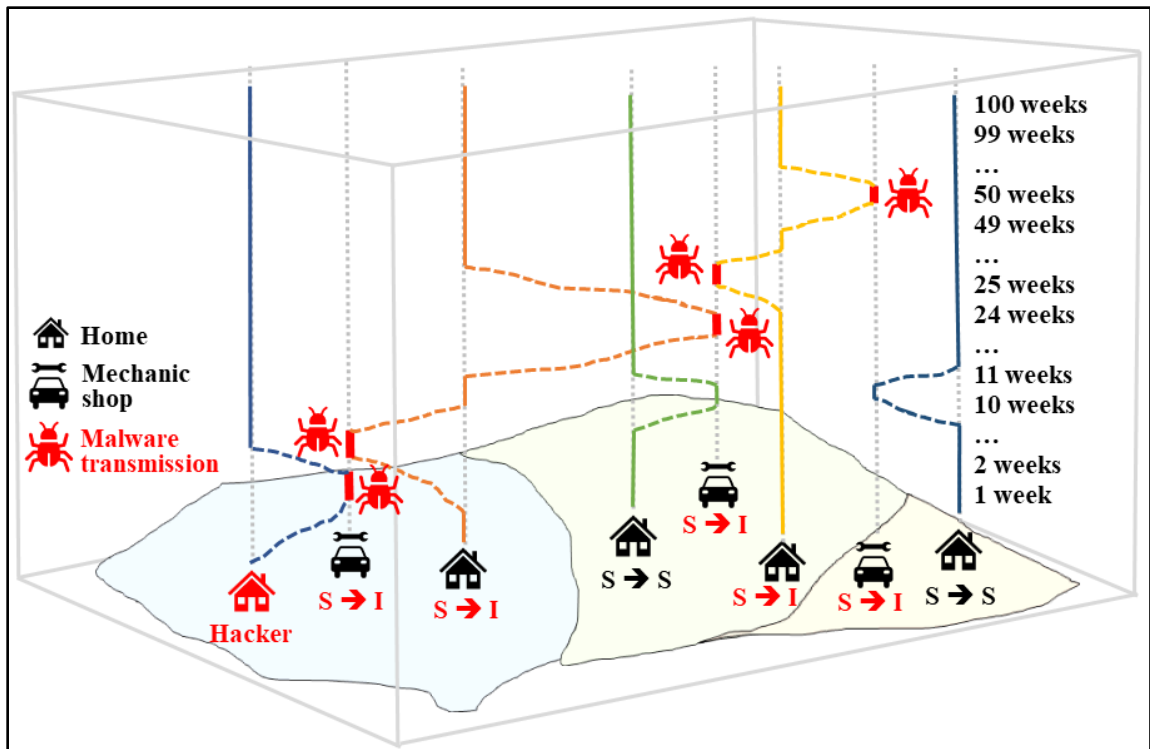 100 weeks
99 weeks
…
50 weeks
49 weeks
…
25 weeks
24 weeks
…
11 weeks
10 weeks
…
2 weeks
1 week
Home
Mechanic
shop
Malware
transmission
Hacker
S ➔ I
S ➔ I
S ➔ S
S ➔ I
S ➔ I
S ➔ I
S ➔ S